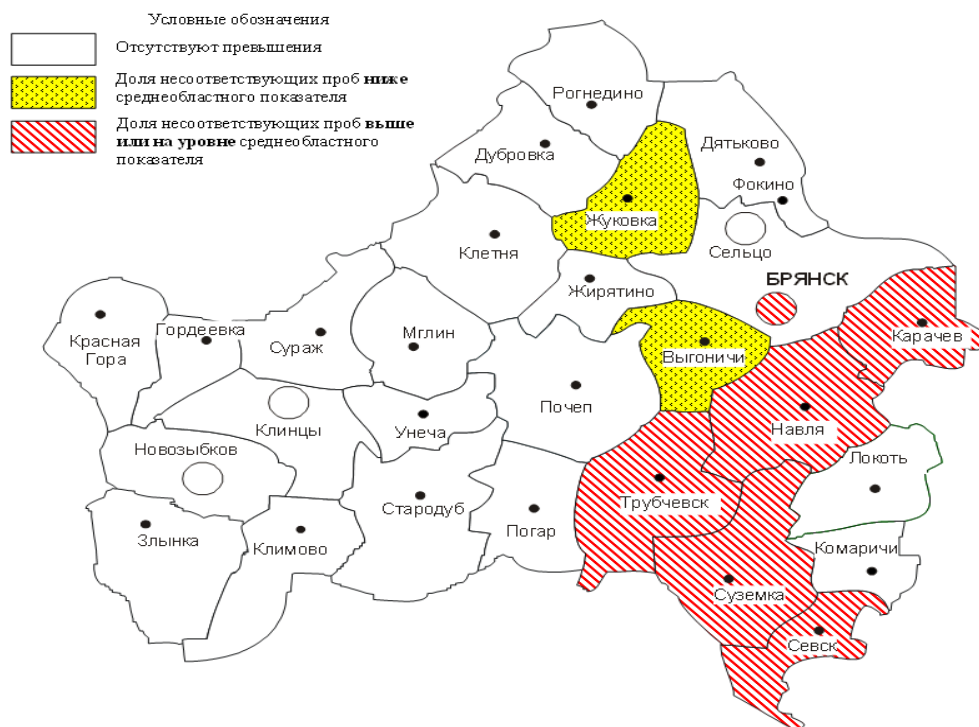 Условные обозначения
Отсутствуют превышения
Доля несоответствующих проб ниже
среднеобластного показателя
Доля несоответствующих проб выше
или на уровне среднеобластного
показателя
Рогнедино
Дятьково
Дубровка
Фокино
Жуковка
Клетня
Сельцо
БРЯНСК
Жирятино
Красная
Гора
Гордеевка
Сураж
Мглин
Карачев
Выгоничи
Почеп
Клинцы
Унеча
Навля
Новозыбков
Локоть
Трубчевск
Стародуб
Погар
Злынка
Климово
Комаричи
Суземка
Севск